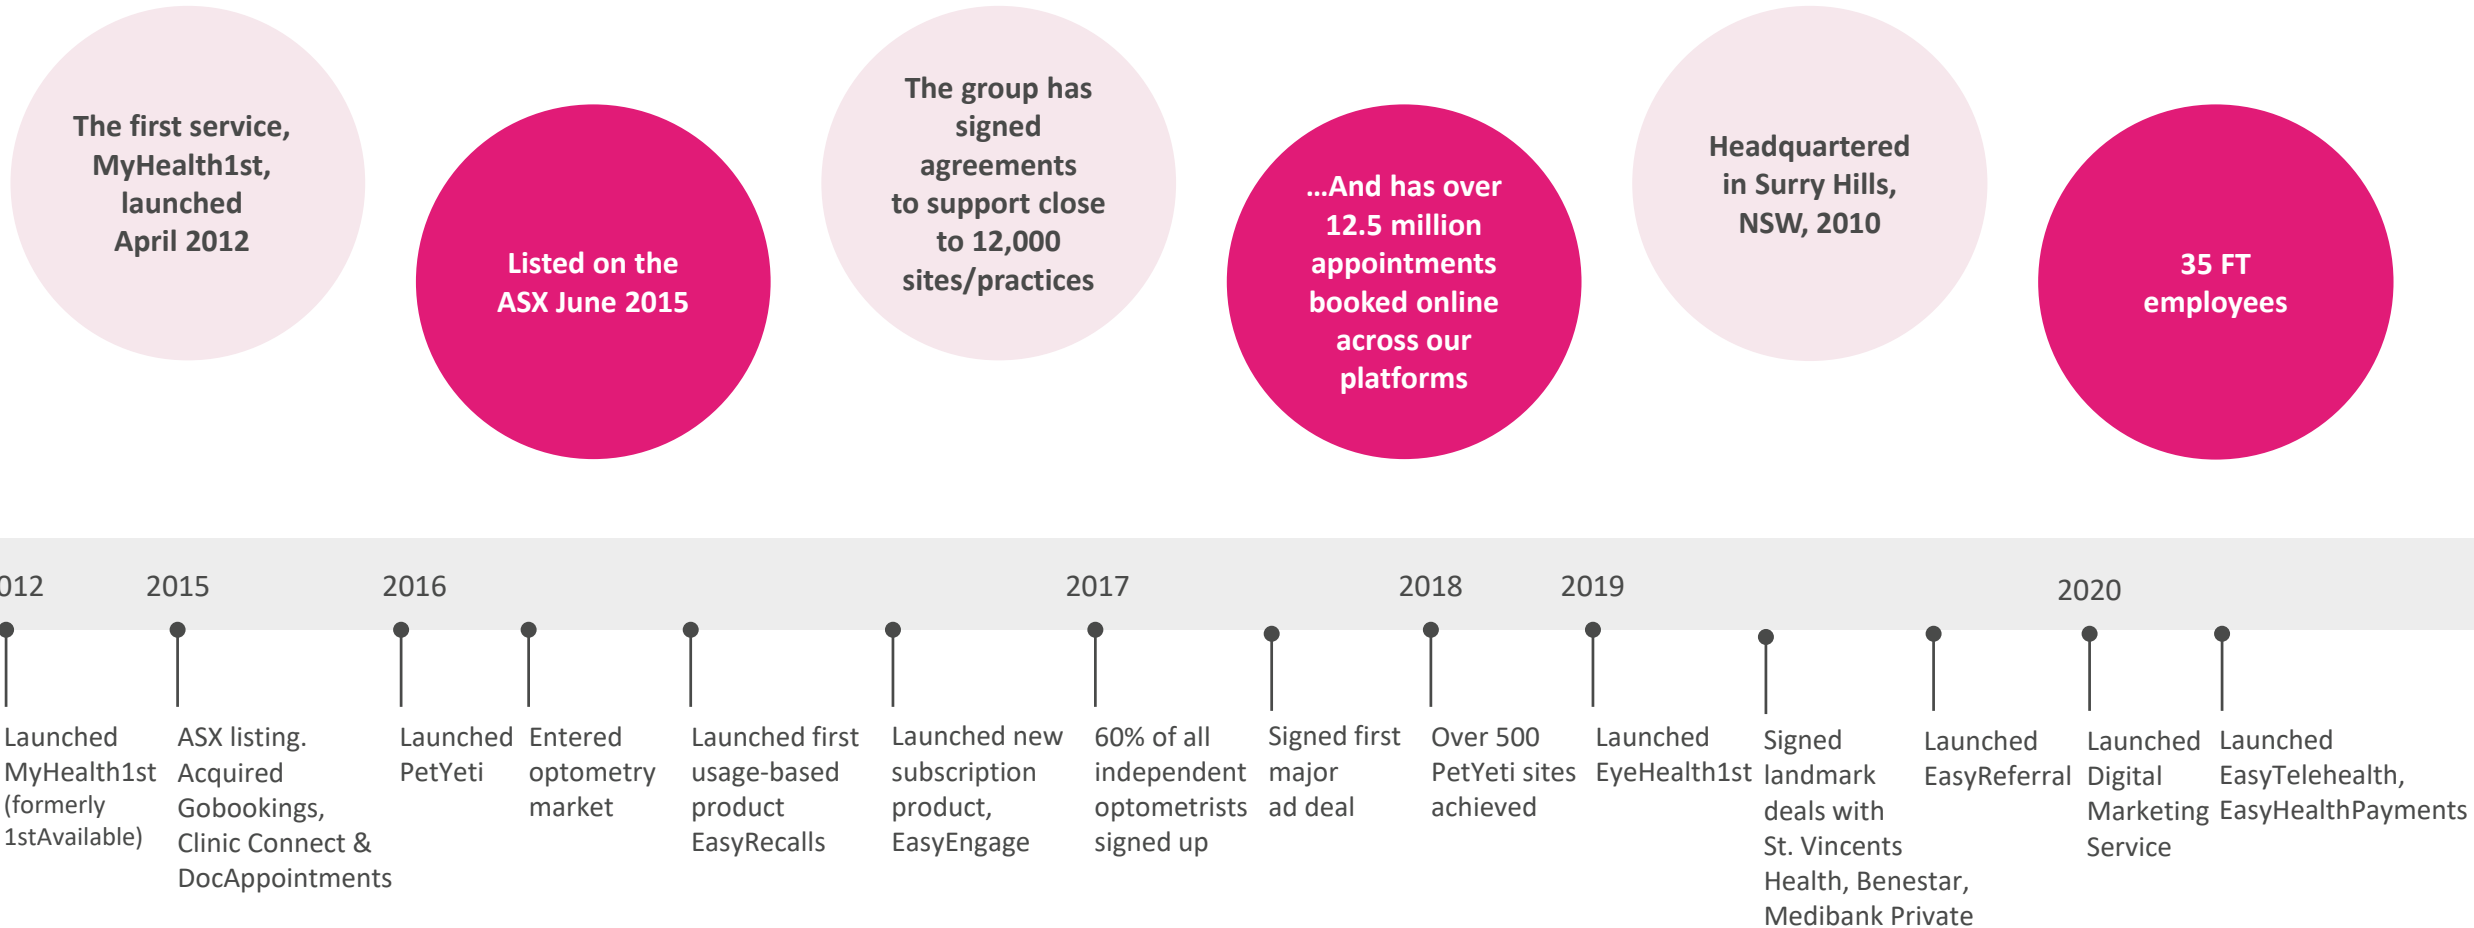 The first service,
MyHealth1st,
launched
April 2012
Listed on the
ASX June 2015
The group has
signed
agreements
to support close
to 12,000
sites/practices
...And has over
12.5 million
appointments
booked online
across our
platforms
Headquartered
in Surry Hills,
NSW, 2010
35 FT
employees
012
2015
2016
2017
2018
2019
2020
Launched
MyHealth1st
(formerly
1stAvailable)
ASX listing.
Acquired
Gobookings,
Clinic Connect &
DocAppointments
Launched
PetYeti
Entered
optometry
market
Launched first
usage-based
product
EasyRecalls
Launched new
subscription
product,
EasyEngage
60% of all
independent
optometrists
signed up
Signed first
major
ad deal
Over 500
PetYeti sites
achieved
Launched
EyeHealth1st
Signed
landmark
deals with
St. Vincents
Health, Benestar,
Medibank Private
Launched
EasyReferral
Launched
Digital
Marketing
Service
Launched
EasyTelehealth,
EasyHealthPayments